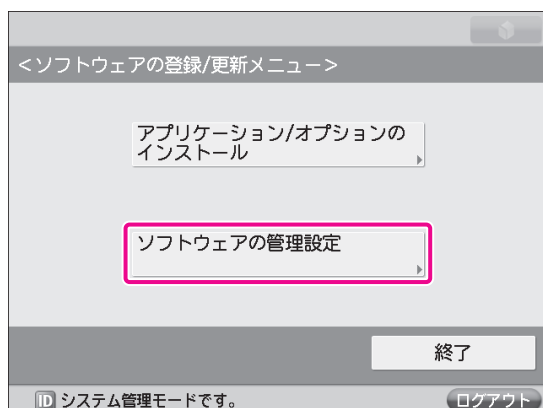 <ソフトウェアの登録/更新メニュー>
アプリケーション/オプションの
インストール
ソフトウェアの管理設定
終了
ID システム管理モードです。
ログアウト